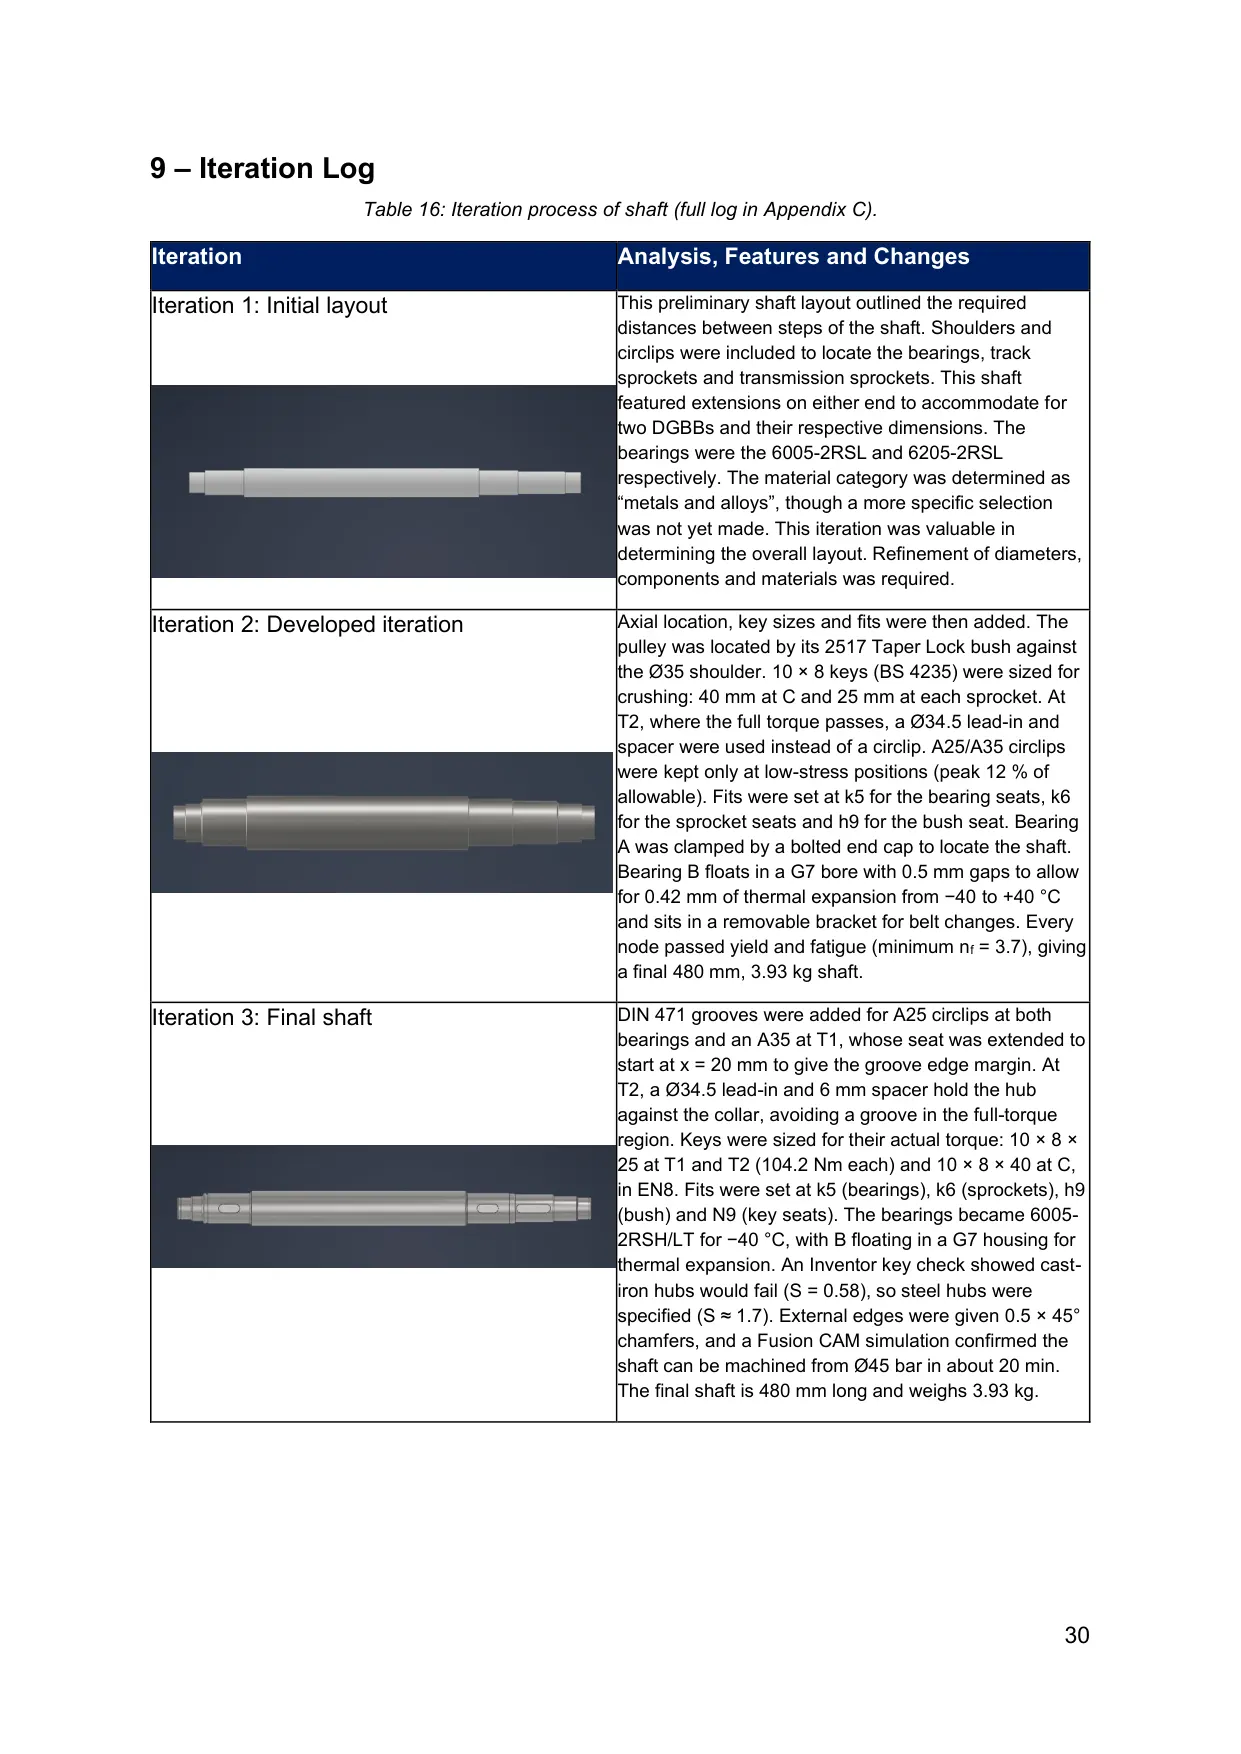 9 – Iteration Log
Table 16: Iteration process of shaft (full log in Appendix C).
Iteration
Analysis, Features and Changes
Iteration 1: Initial layout
This preliminary shaft layout outlined the required
distances between steps of the shaft. Shoulders and
circlips were included to locate the bearings, track
sprockets and transmission sprockets. This shaft
featured extensions on either end to accommodate for
two DGBBs and their respective dimensions. The
bearings were the 6005-2RSL and 6205-2RSL
respectively. The material category was determined as
“metals and alloys”, though a more specific selection
was not yet made. This iteration was valuable in
determining the overall layout. Refinement of diameters,
components and materials was required.
Iteration 2: Developed iteration
Axial location, key sizes and fits were then added. The
pulley was located by its 2517 Taper Lock bush against
the Ø35 shoulder. 10 × 8 keys (BS 4235) were sized for
crushing: 40 mm at C and 25 mm at each sprocket. At
T2, where the full torque passes, a Ø34.5 lead-in and
spacer were used instead of a circlip. A25/A35 circlips
were kept only at low-stress positions (peak 12 % of
allowable). Fits were set at k5 for the bearing seats, k6
for the sprocket seats and h9 for the bush seat. Bearing
A was clamped by a bolted end cap to locate the shaft.
Bearing B floats in a G7 bore with 0.5 mm gaps to allow
for 0.42 mm of thermal expansion from −40 to +40 °C
and sits in a removable bracket for belt changes. Every
node passed yield and fatigue (minimum nf = 3.7), giving
a final 480 mm, 3.93 kg shaft.
Iteration 3: Final shaft
DIN 471 grooves were added for A25 circlips at both
bearings and an A35 at T1, whose seat was extended to
start at x = 20 mm to give the groove edge margin. At
T2, a Ø34.5 lead-in and 6 mm spacer hold the hub
against the collar, avoiding a groove in the full-torque
region. Keys were sized for their actual torque: 10 × 8 ×
25 at T1 and T2 (104.2 Nm each) and 10 × 8 × 40 at C,
in EN8. Fits were set at k5 (bearings), k6 (sprockets), h9
(bush) and N9 (key seats). The bearings became 6005-
2RSH/LT for −40 °C, with B floating in a G7 housing for
thermal expansion. An Inventor key check showed cast-
iron hubs would fail (S = 0.58), so steel hubs were
specified (S ≈ 1.7). External edges were given 0.5 × 45°
chamfers, and a Fusion CAM simulation confirmed the
shaft can be machined from Ø45 bar in about 20 min.
The final shaft is 480 mm long and weighs 3.93 kg.
30